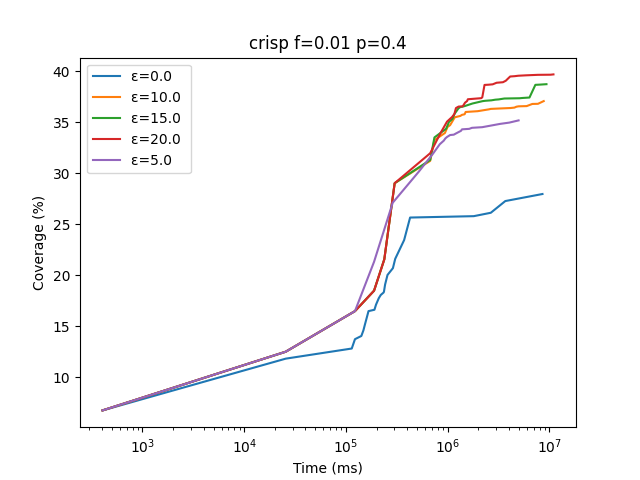 crisp f=0.01 p=0.4
ε=0.0
ε=10.0
ε=15.0
ε=20.0
ε=5.0
Coverage (%)
40
35
30
25
20
15
10
10³ 10⁴ 10⁵ 10⁶ 10⁷
Time (ms)